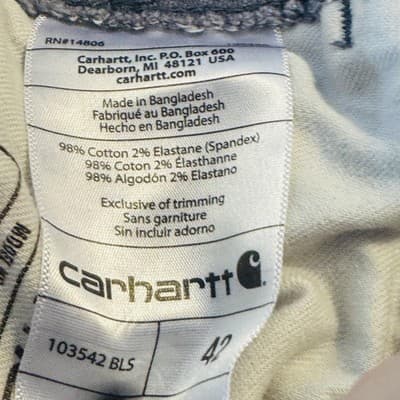 RN#14806
Carhartt, Inc. P.O. Box 600
Dearborn, MI 48121 USA
carhartt.com
Made in Bangladesh
Fabriqué au Bangladesh
Hecho en Bangladesh
98% Cotton 2% Elastane (Spandex)
98% Coton 2% Élasthanne
98% Algodón 2% Elastano
Exclusive of trimming
Sans garniture
Sin incluir adorno
carhartt
103542 BLS
42